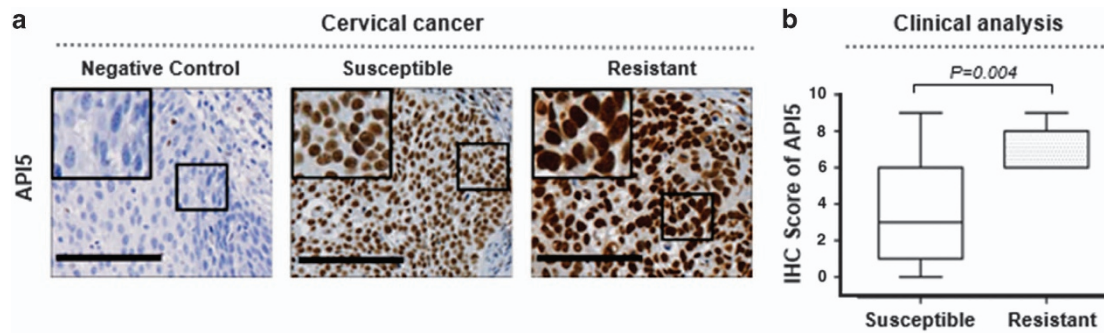 a
Cervical cancer
Negative Control
Susceptible
Resistant
API5
b
Clinical analysis
P=0.004
IHC Score of API5
10
8
6
4
2
0
Susceptible
Resistant